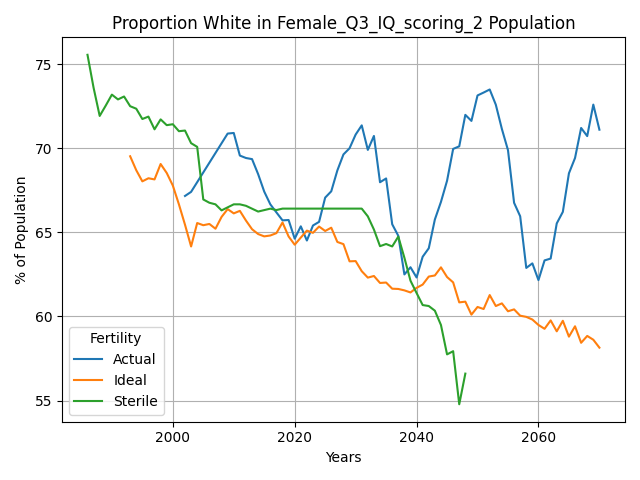 Proportion White in Female_Q3_IQ_scoring_2 Population
% of Population
75
70
65
60
55
Fertility
Actual
Ideal
Sterile
2000
2020
2040
2060
Years